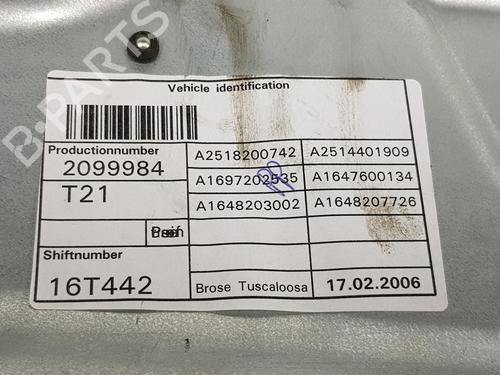 Vehicle identification
Productionnumber
2099984
T21
A2518200742 A2514401909
A1697202535 A1647600134
A1648203002 A1648207726
Shiftnumber
16T442
Brose Tuscaloosa 17.02.2006
B-PARTS